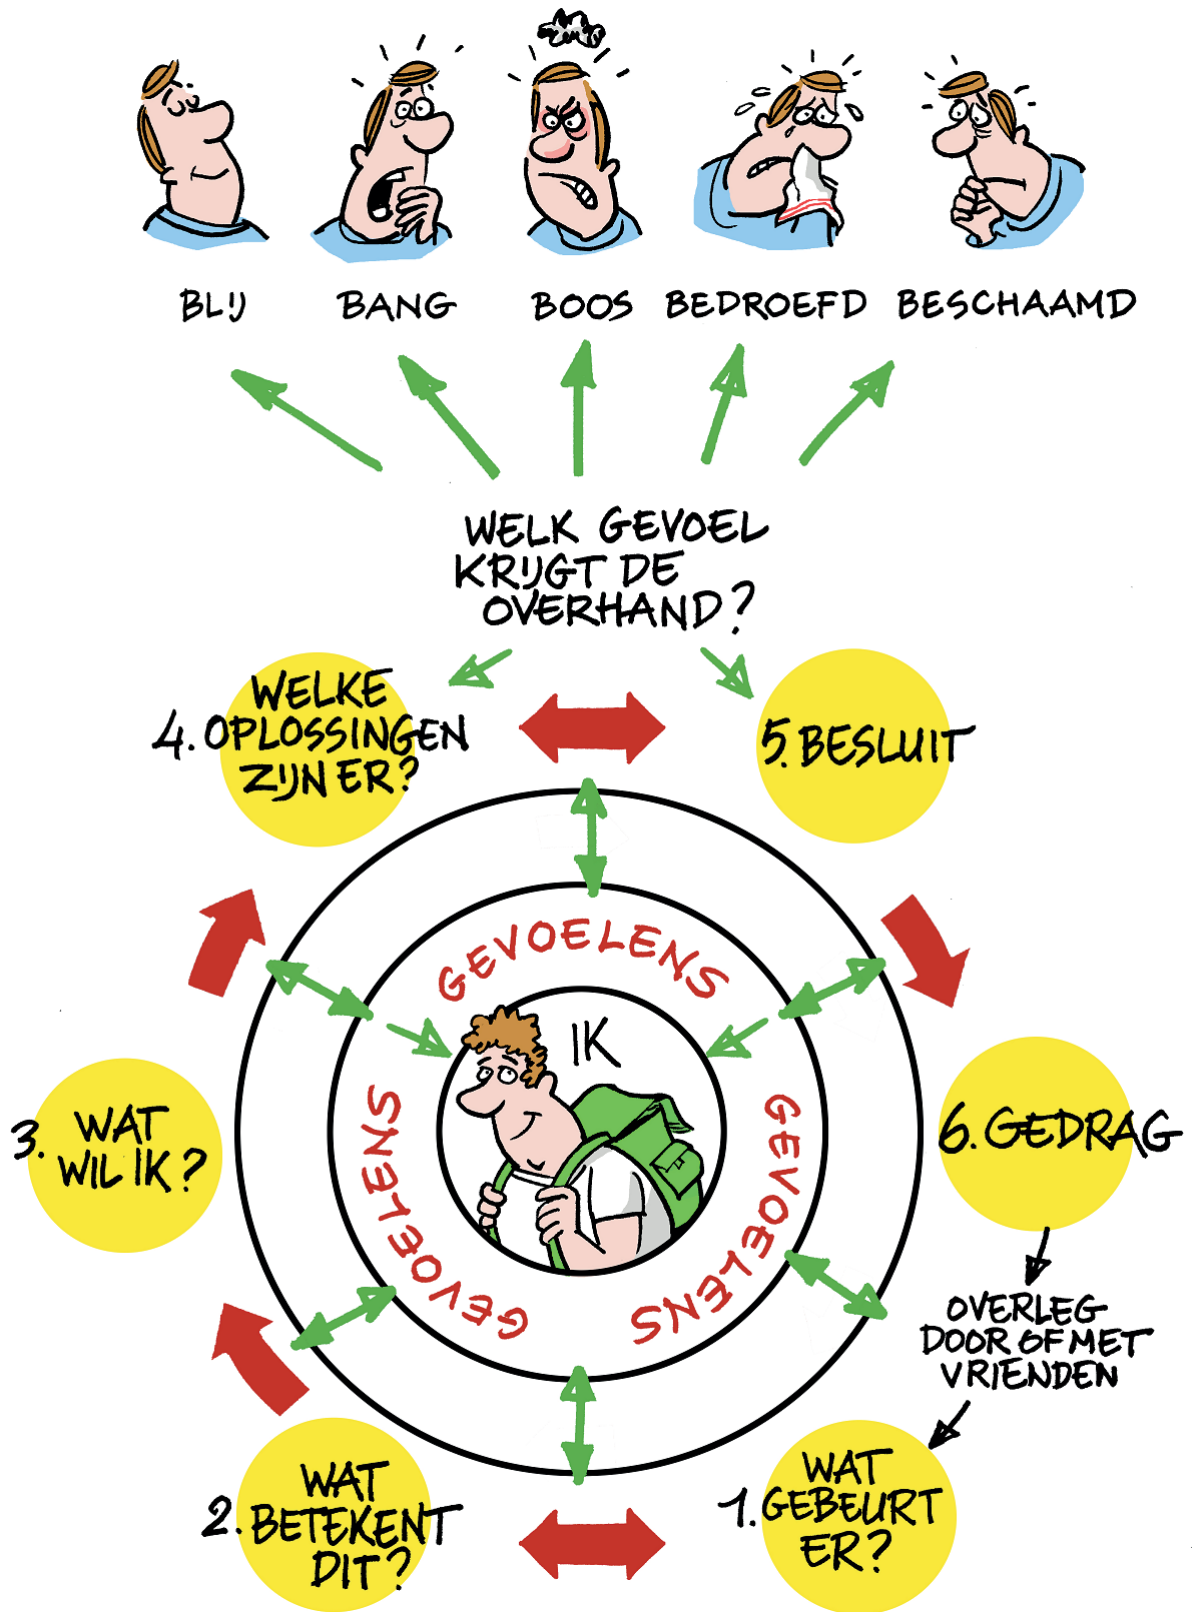 BLIJ
BANG
BOOS
BEDROEFD
BESCHAAMD
WELK GEVOEL
KRIJGT DE
OVERHAND?
WELKE
4. OPLOSSINGEN
ZIJN ER?
5. BESLUIT
GEVOELENS
IK
GEVOELENS
GEVOELENS
3. WAT
WIL IK?
6. GEDRAG
OVERLEG
DOOR OF MET
VRIENDEN
WAT
2. BETEKENT
DIT?
WAT
1. GEBEURT
ER?